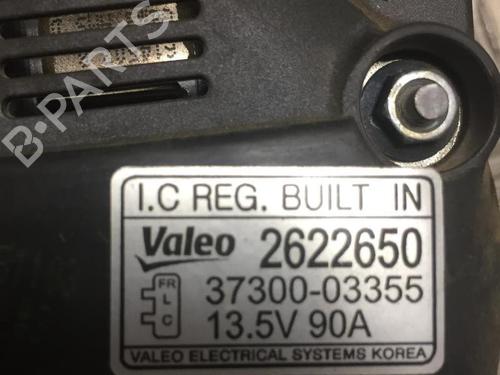 B-PARTS
I.C REG. BUILT IN
Valeo 2622650
FR
L
C
37300-03355
13.5V 90A
VALEO ELECTRICAL SYSTEMS KOREA